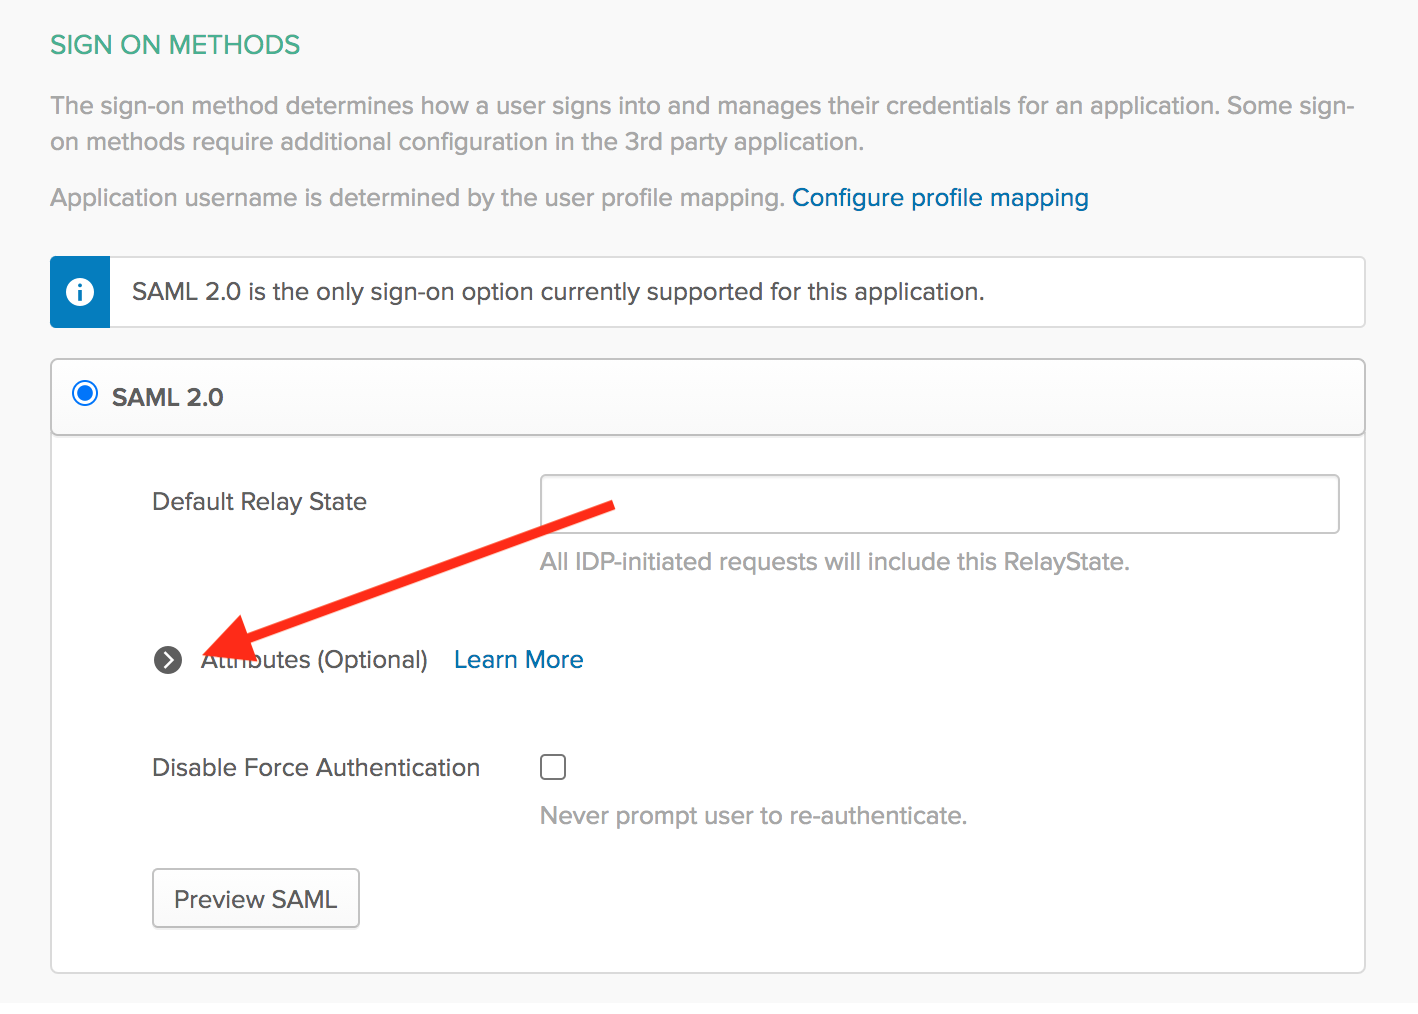 SIGN ON METHODS
The sign-on method determines how a user signs into and manages their credentials for an application. Some sign-
on methods require additional configuration in the 3rd party application.
Application username is determined by the user profile mapping. Configure profile mapping
SAML 2.0 is the only sign-on option currently supported for this application.
SAML 2.0
Default Relay State
All IDP-initiated requests will include this RelayState.
Attributes (Optional) Learn More
Disable Force Authentication
Never prompt user to re-authenticate.
Preview SAML